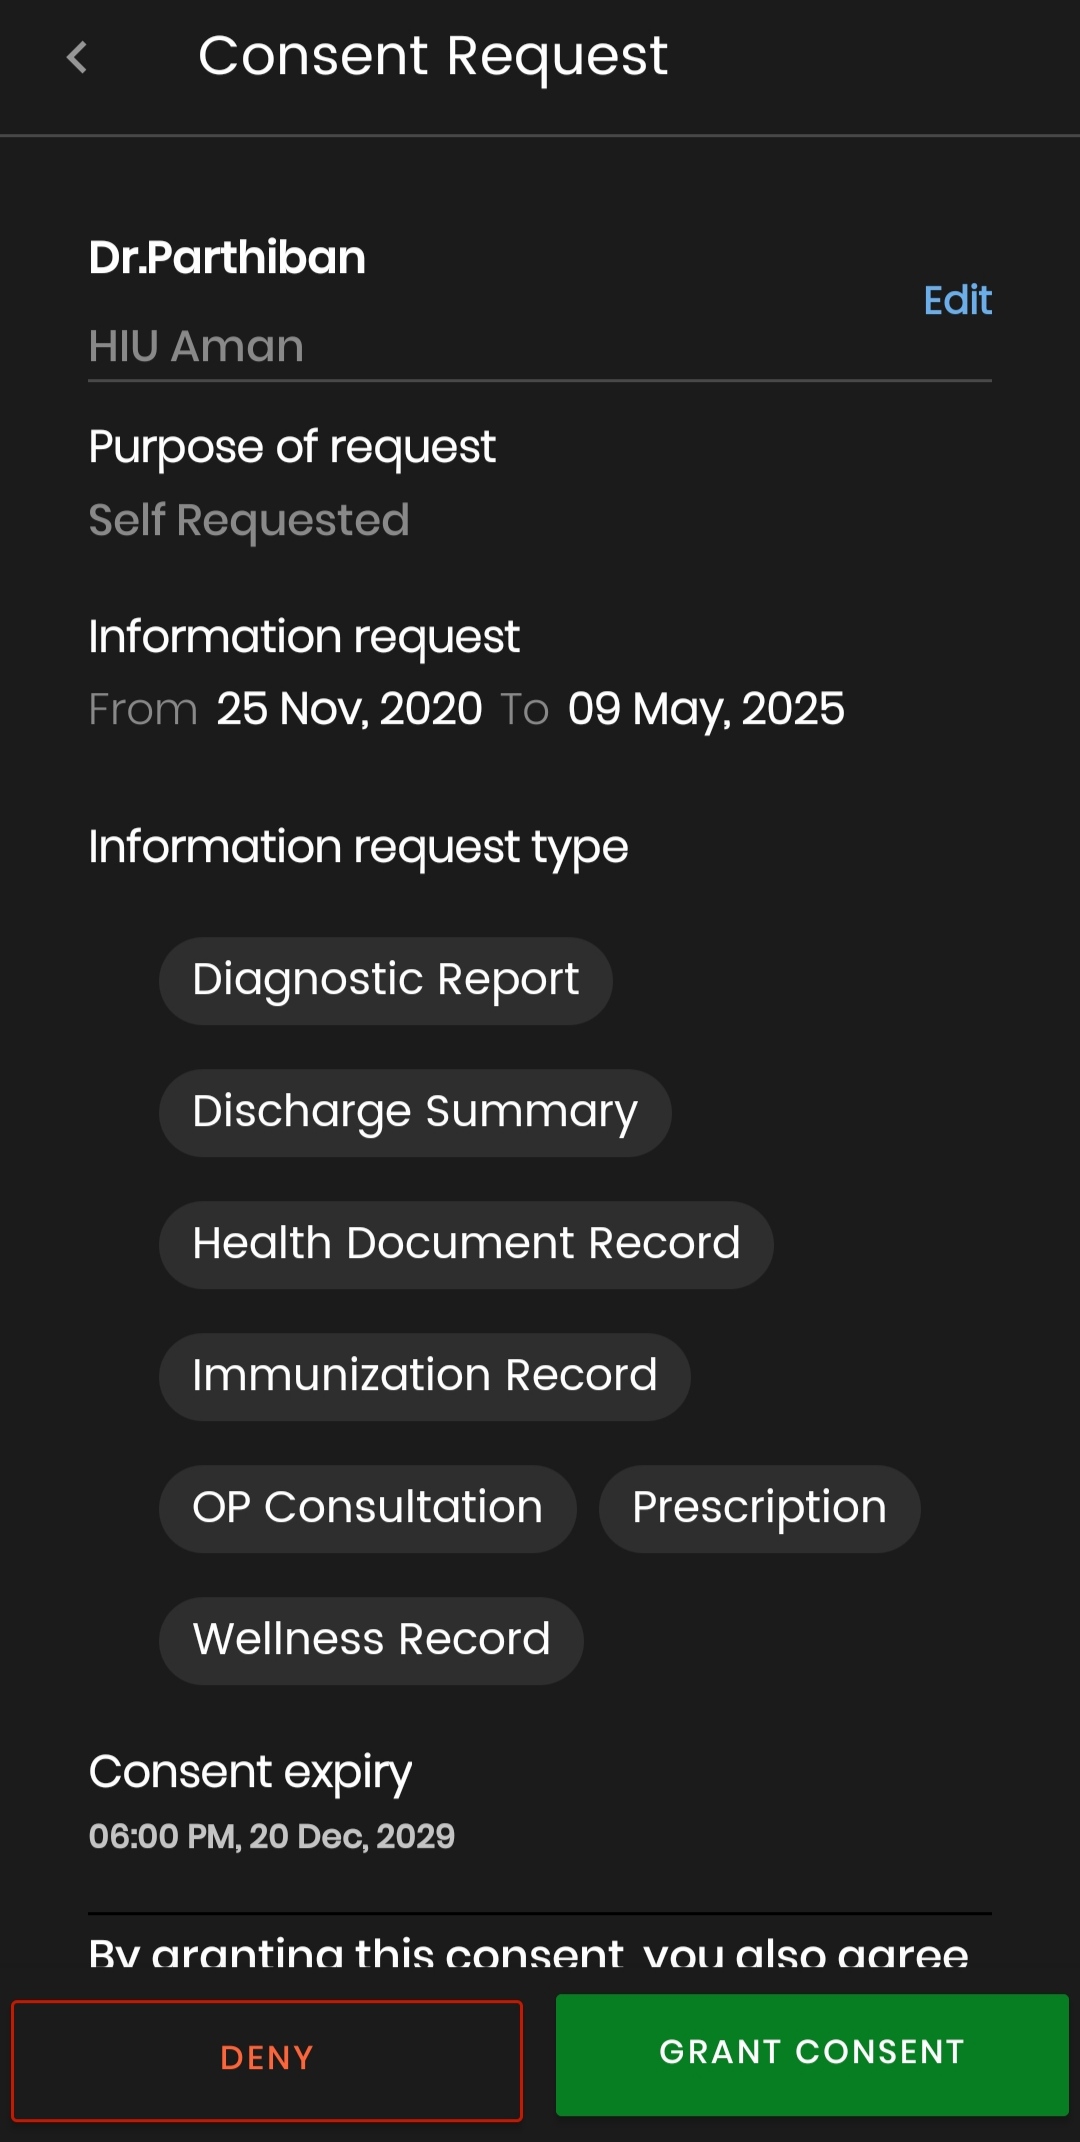 Consent Request
Dr.Parthiban
Edit
HIU Aman
Purpose of request
Self Requested
Information request
From 25 Nov, 2020 To 09 May, 2025
Information request type
Diagnostic Report
Discharge Summary
Health Document Record
Immunization Record
OP Consultation Prescription
Wellness Record
Consent expiry
06:00 PM, 20 Dec, 2029
By granting this consent you also agree
DENY GRANT CONSENT